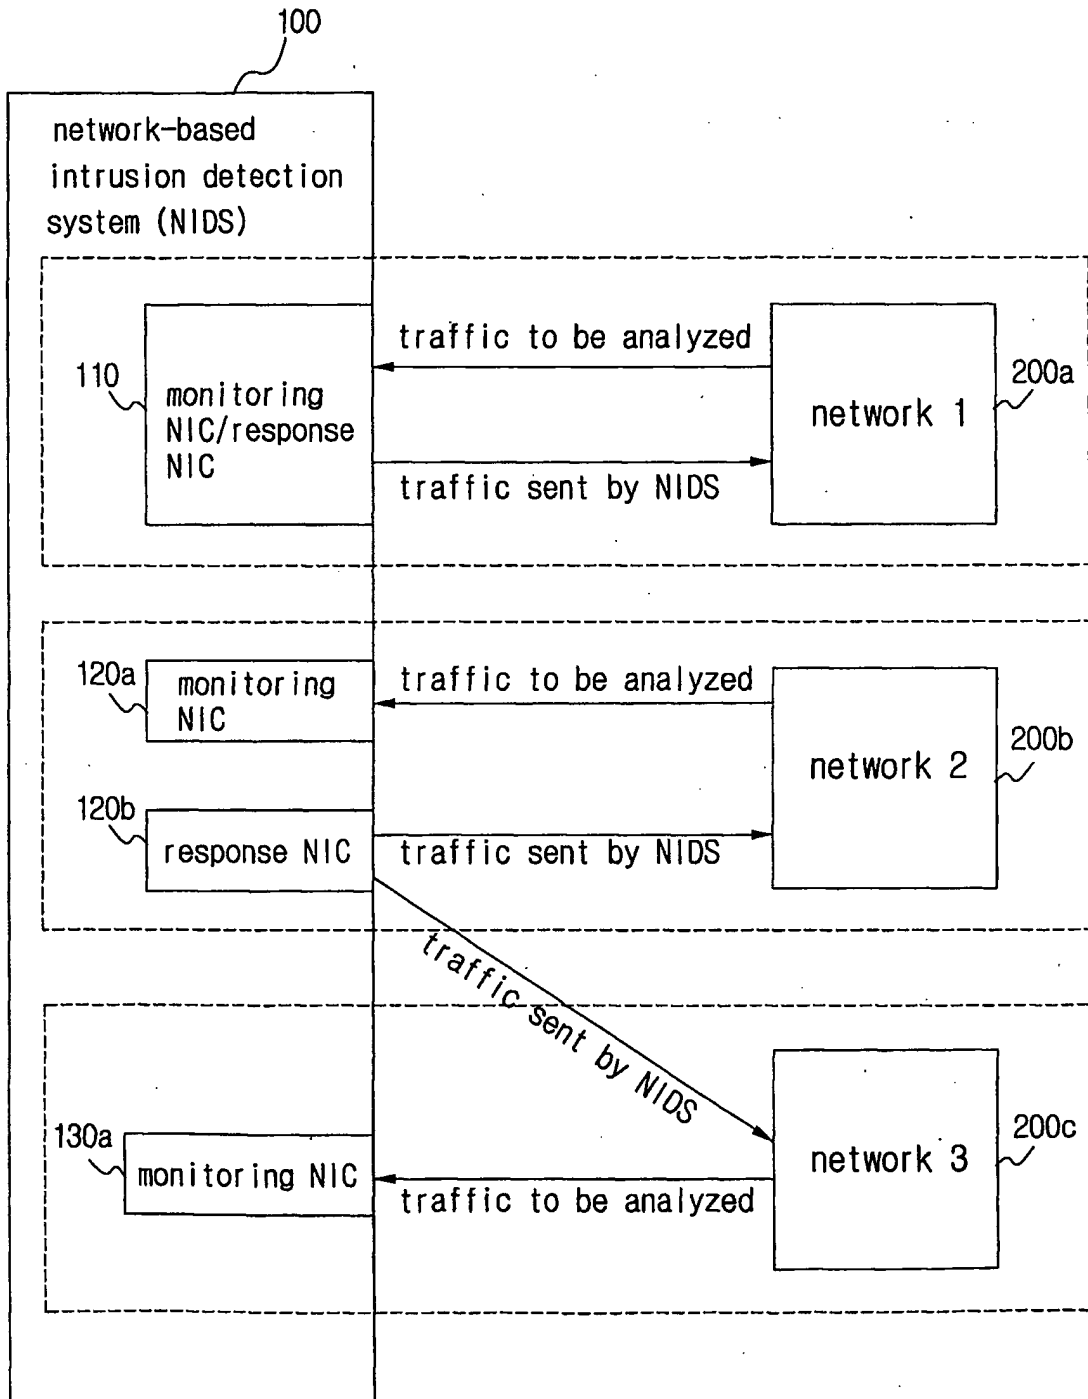 100
network-based
intrusion detection
system (NIDS)
traffic to be analyzed
110
monitoring
NIC/response
NIC
200a
network 1
traffic sent by NIDS
120a
monitoring
NIC
traffic to be analyzed
200b
network 2
120b
response NIC
traffic sent by NIDS
traffic sent by NIDS
130a
monitoring NIC
200c
network 3
traffic to be analyzed